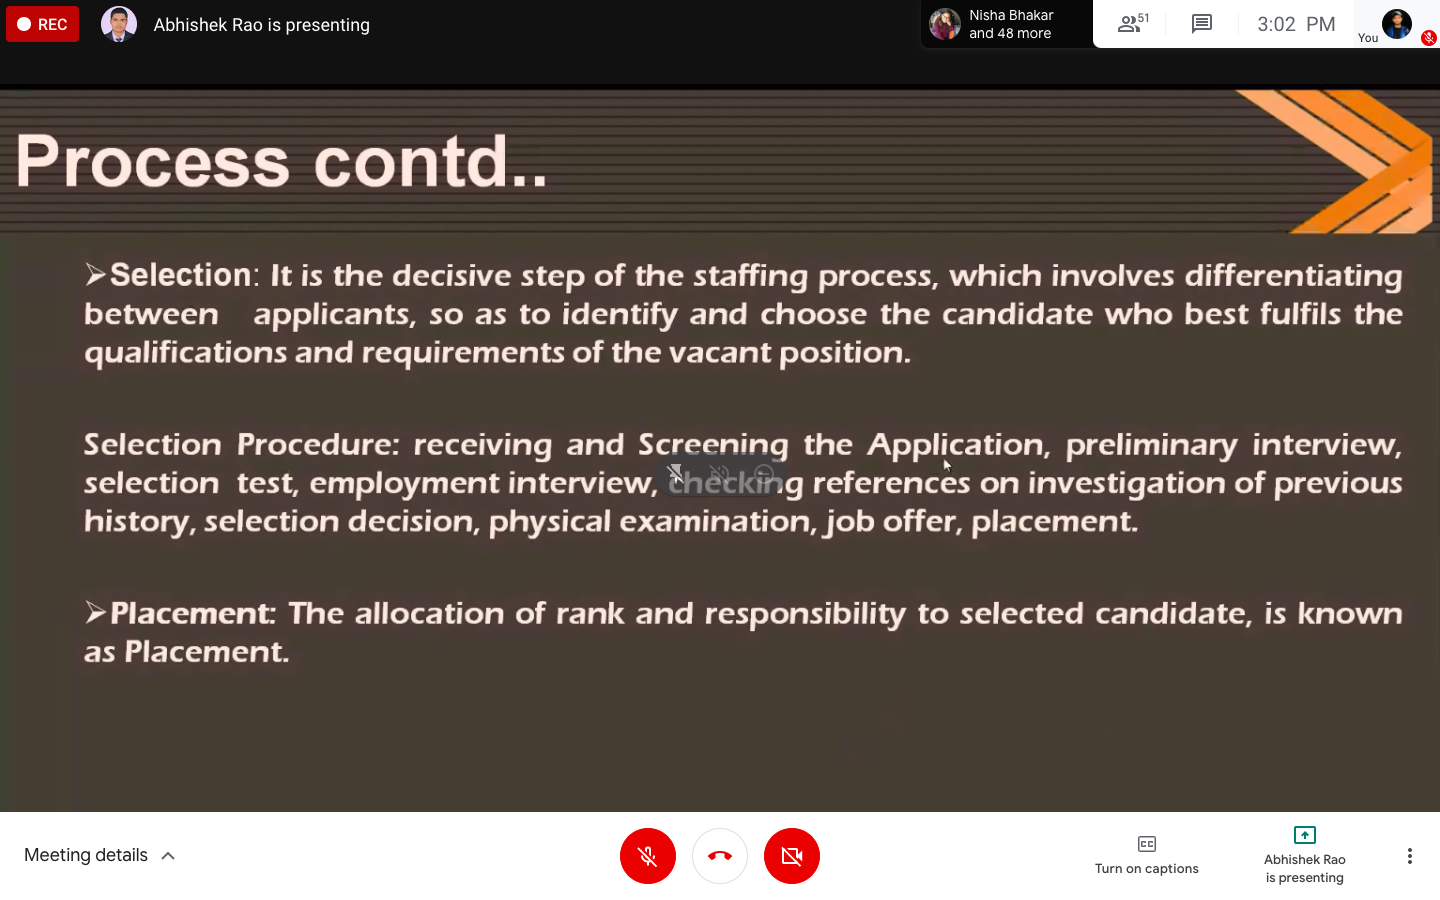 REC
Abhishek Rao is presenting
Nisha Bhakar
and 48 more
51
3:02 PM
You
Process contd..
➢Selection: It is the decisive step of the staffing process, which involves differentiating
between applicants, so as to identify and choose the candidate who best fulfils the
qualifications and requirements of the vacant position.
Selection Procedure: receiving and Screening the Application, preliminary interview,
selection test, employment interview, checking references on investigation of previous
history, selection decision, physical examination, job offer, placement.
➢Placement: The allocation of rank and responsibility to selected candidate, is known
as Placement.
Meeting details
CC
Turn on captions
Abhishek Rao
is presenting